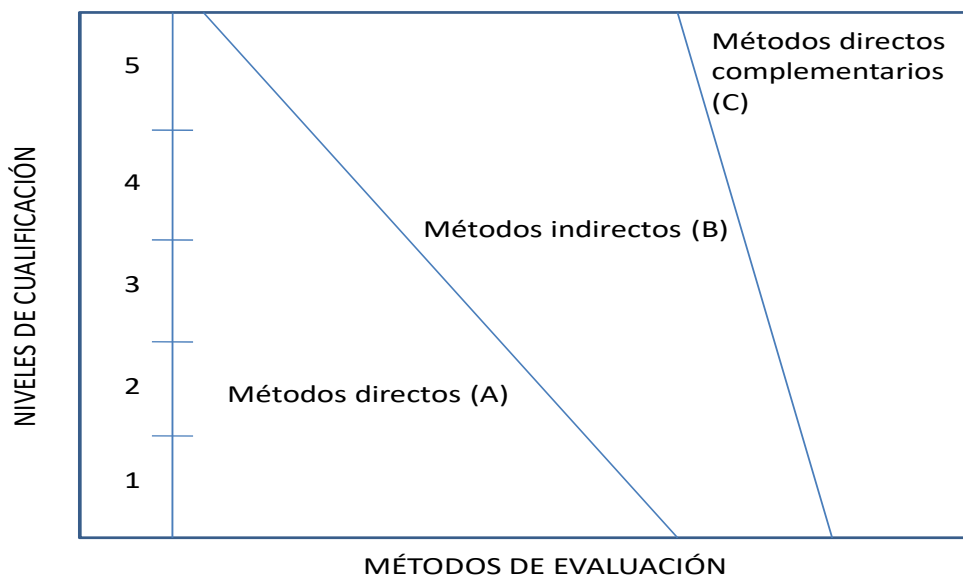 Métodos directos
complementarios
(C)
5
4
Métodos indirectos (B)
3
Métodos directos (A)
2
1
NIVELES DE CUALIFICACIÓN
MÉTODOS DE EVALUACIÓN